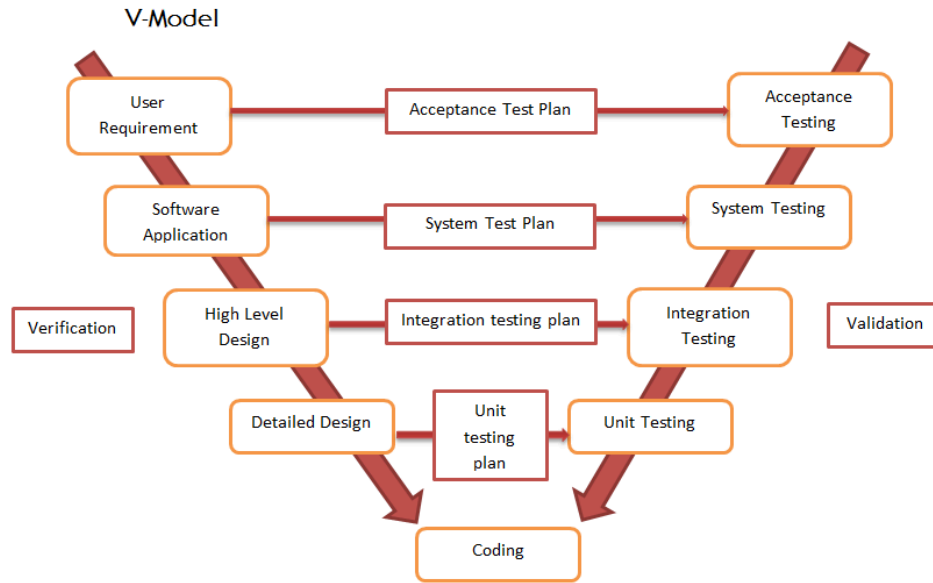 V-Model
User
Requirement
Acceptance Test Plan
Acceptance
Testing
Software
Application
System Test Plan
System Testing
Verification
High Level
Design
Integration testing plan
Integration
Testing
Validation
Detailed Design
Unit
testing
plan
Unit Testing
Coding